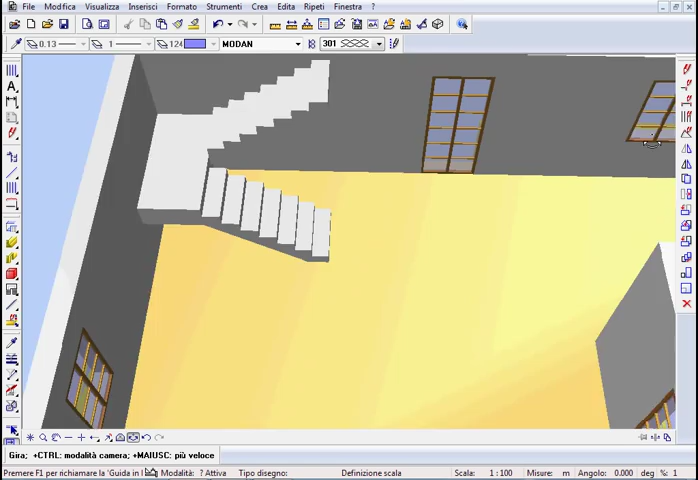 File Modifica Visualizza Inserisci Formato Strumenti Crea Edita Ripeti Finestra ?
0.13 1 124 MODAN 301
A
Gira; +CTRL: modalità camera; +MAIUSC: più veloce
Premere F1 per richiamare la 'Guida in l Modalità: ? Attiva Tipo disegno: Definizione scala Scala: 1 : 100 Misure: m Angolo: 0.000 deg %: 1